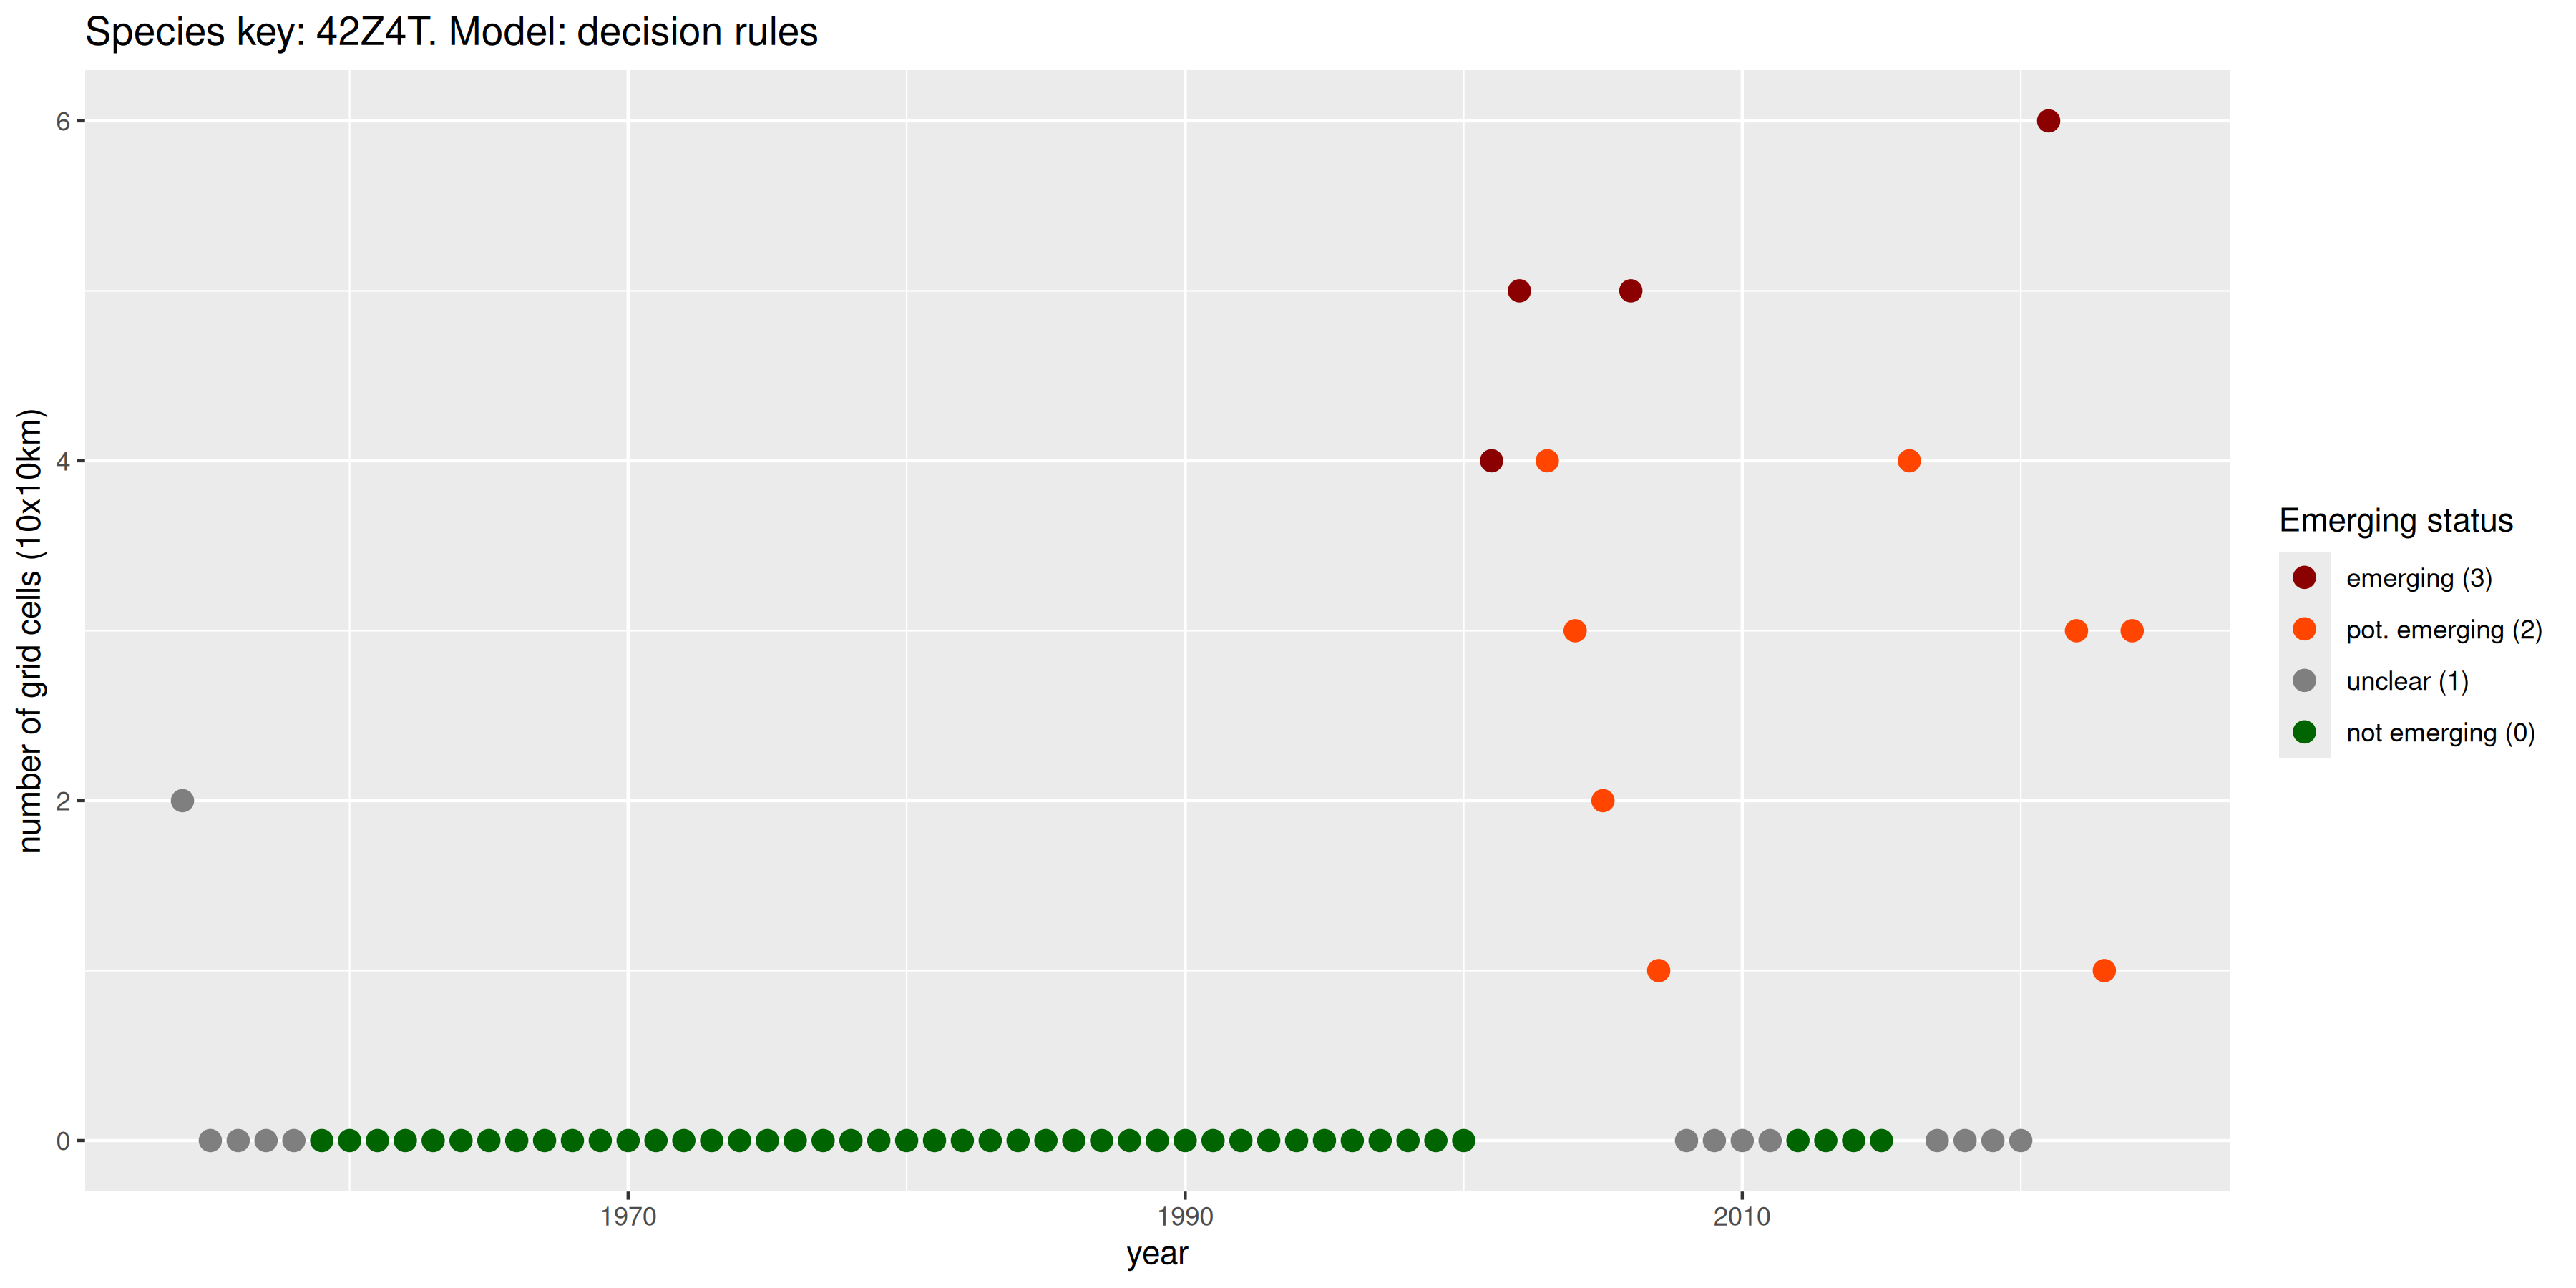 Species key: 42Z4T. Model: decision rules
number of grid cells (10x10km)
6
4
2
0
1970
1990
2010
year
Emerging status
emerging (3)
pot. emerging (2)
unclear (1)
not emerging (0)